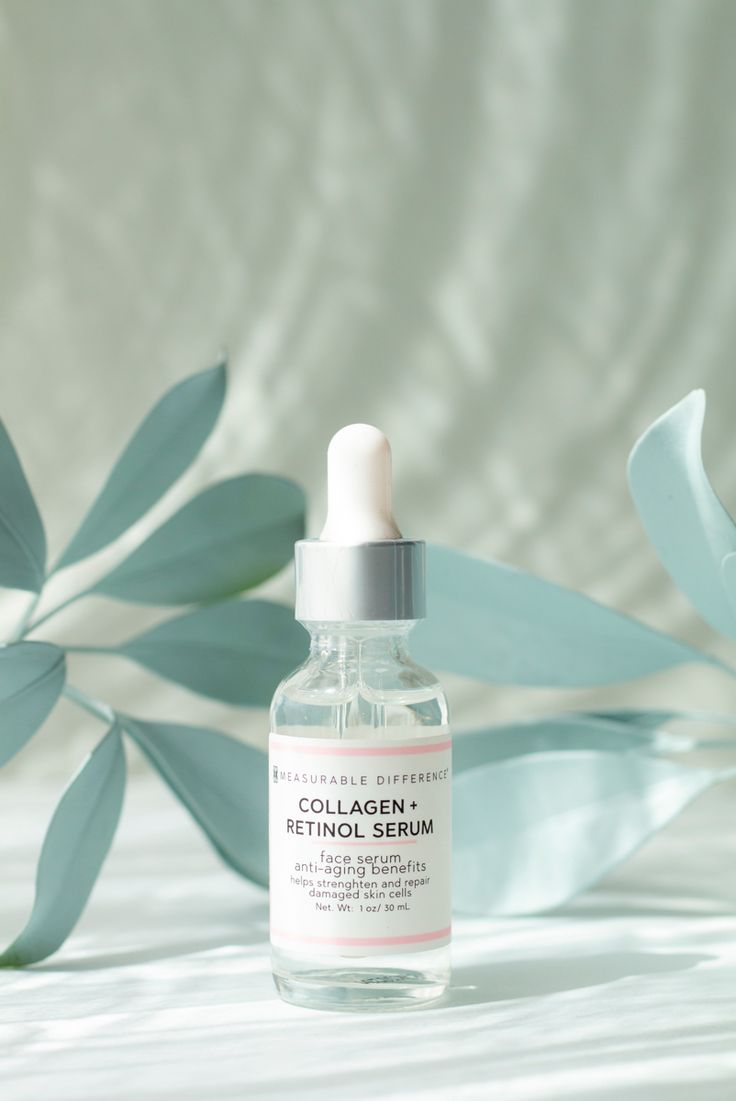 MEASURABLE DIFFERENCE
COLLAGEN +
RETINOL SERUM
face serum
anti-aging benefits
helps strenghten and repair
damaged skin cells
Net. Wt: 1 oz/ 30 mL